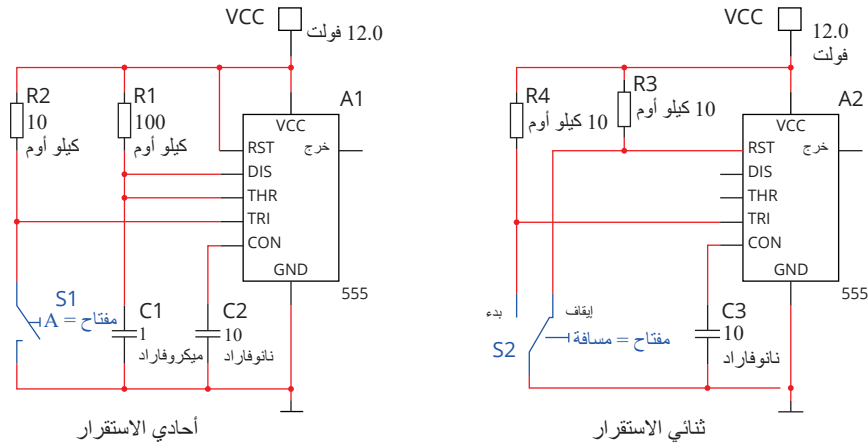 VCC
12.0 فولت
R2
10
كيلو أوم
R1
100
كيلو أوم
A1
VCC
RST
خرج
DIS
THR
TRI
CON
GND
555
S1
مفتاح = A
C1
1
ميكروفاراد
C2
10
نانوفاراد
أحادي الاستقرار
VCC
12.0
فولت
R4
10 كيلو أوم
R3
10 كيلو أوم
A2
VCC
RST
خرج
DIS
THR
TRI
CON
GND
555
بدء
إيقاف
S2
مفتاح = مسافة
C3
10
نانوفاراد
ثنائي الاستقرار